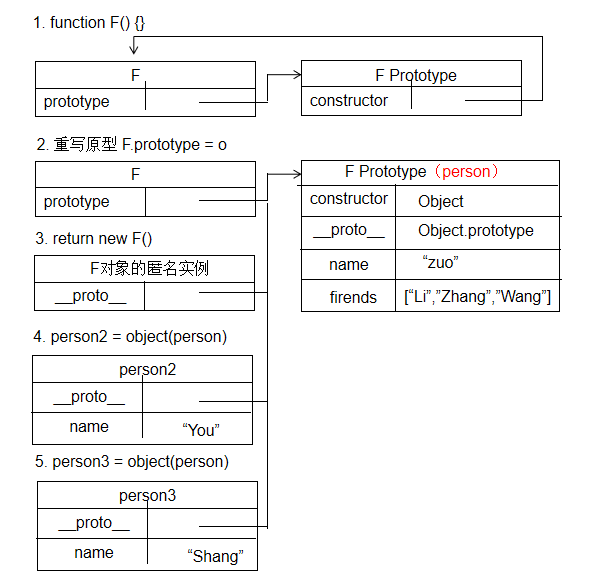 1. function F() {}
F
prototype
F Prototype
constructor
2. 重写原型 F.prototype = o
F
prototype
F Prototype（person）
constructor Object
__proto__ Object.prototype
name “zuo”
firends [“Li”,”Zhang”,”Wang”]
3. return new F()
F对象的匿名实例
__proto__
4. person2 = object(person)
person2
__proto__
name “You”
5. person3 = object(person)
person3
__proto__
name “Shang”